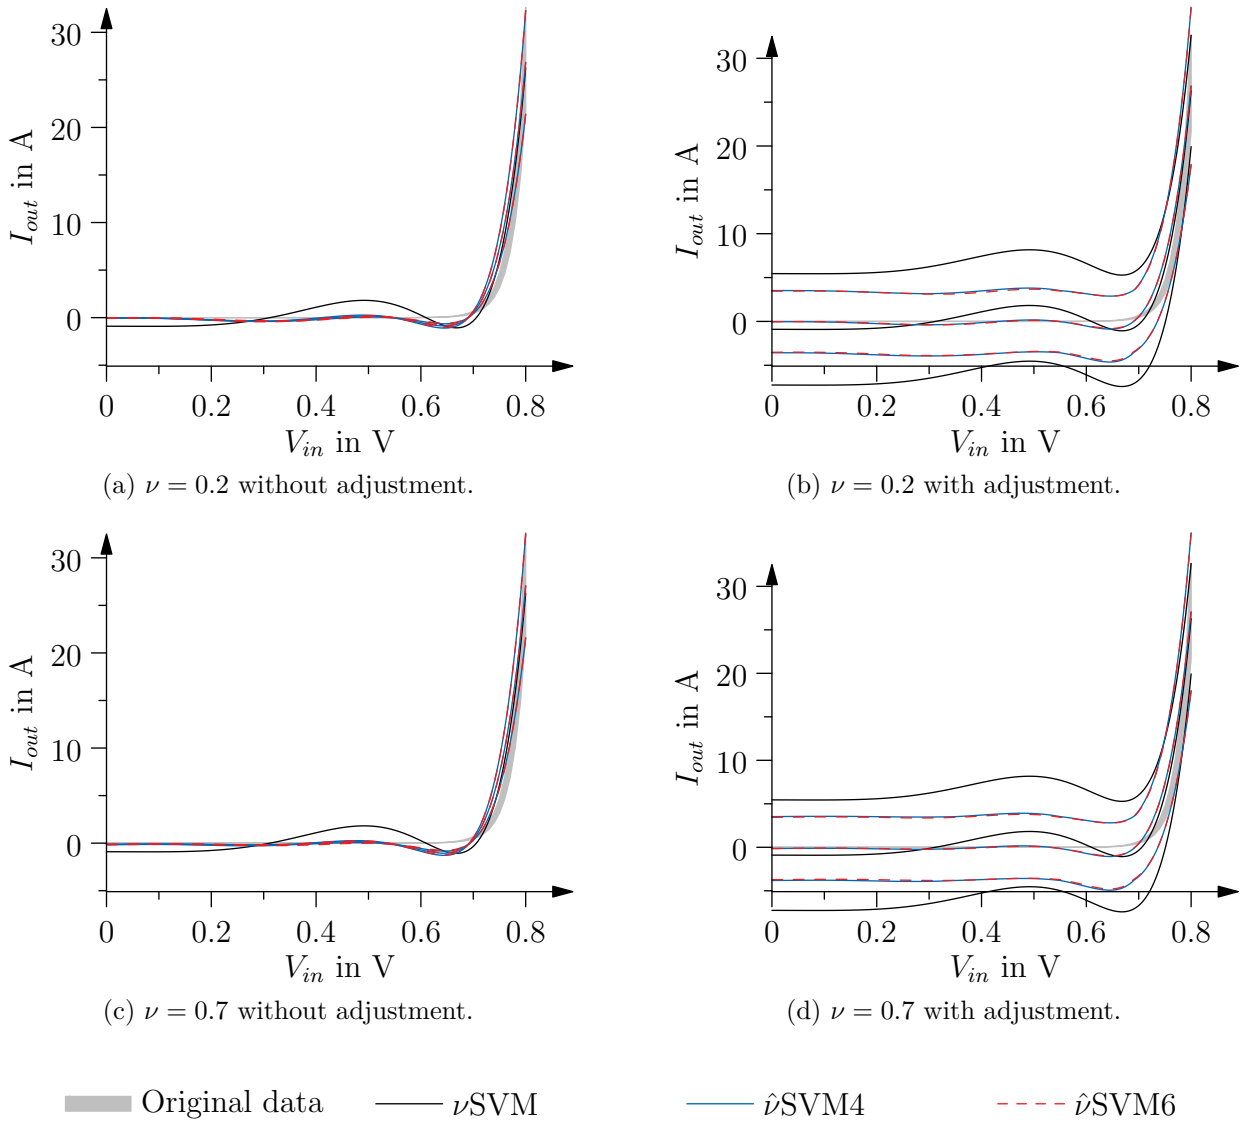 30
20
10
0
I_out in A
0 0.2 0.4 0.6 0.8
V_in in V
(a) ν = 0.2 without adjustment.
30
20
10
0
I_out in A
0 0.2 0.4 0.6 0.8
V_in in V
(b) ν = 0.2 with adjustment.
30
20
10
0
I_out in A
0 0.2 0.4 0.6 0.8
V_in in V
(c) ν = 0.7 without adjustment.
30
20
10
0
I_out in A
0 0.2 0.4 0.6 0.8
V_in in V
(d) ν = 0.7 with adjustment.
Original data νSVM ν̂SVM4 ν̂SVM6